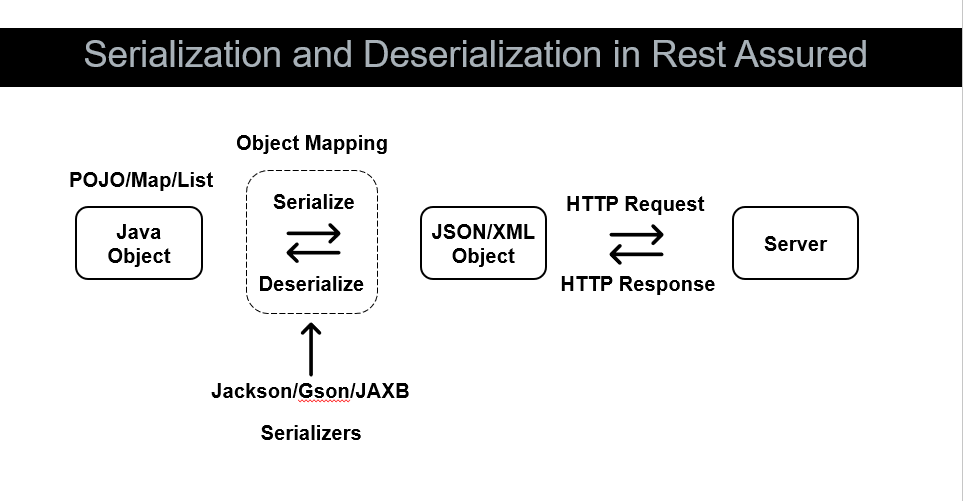 Serialization and Deserialization in Rest Assured
Object Mapping
POJO/Map/List
Java
Object
Serialize
Deserialize
JSON/XML
Object
HTTP Request
HTTP Response
Server
Jackson/Gson/JAXB
Serializers